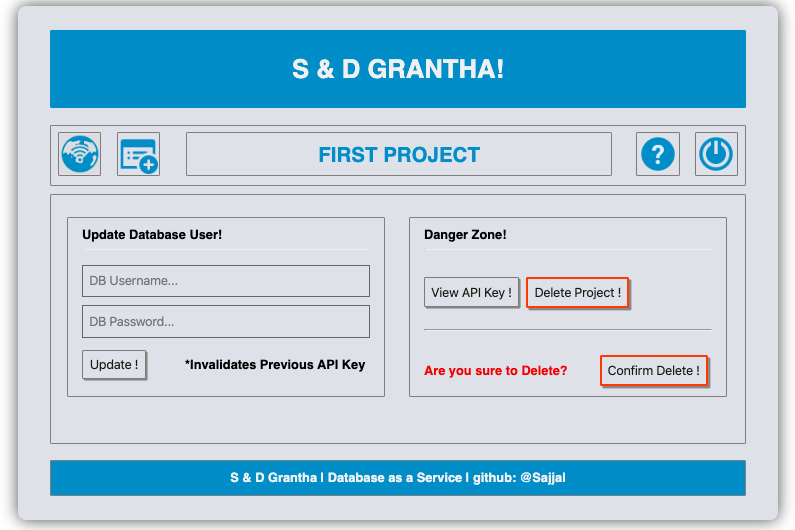 S & D GRANTHA!
FIRST PROJECT
?
Update Database User!
DB Username...
DB Password...
Update !
*Invalidates Previous API Key
Danger Zone!
View API Key !
Delete Project !
Are you sure to Delete?
Confirm Delete !
S & D Grantha | Database as a Service | github: @Sajjal